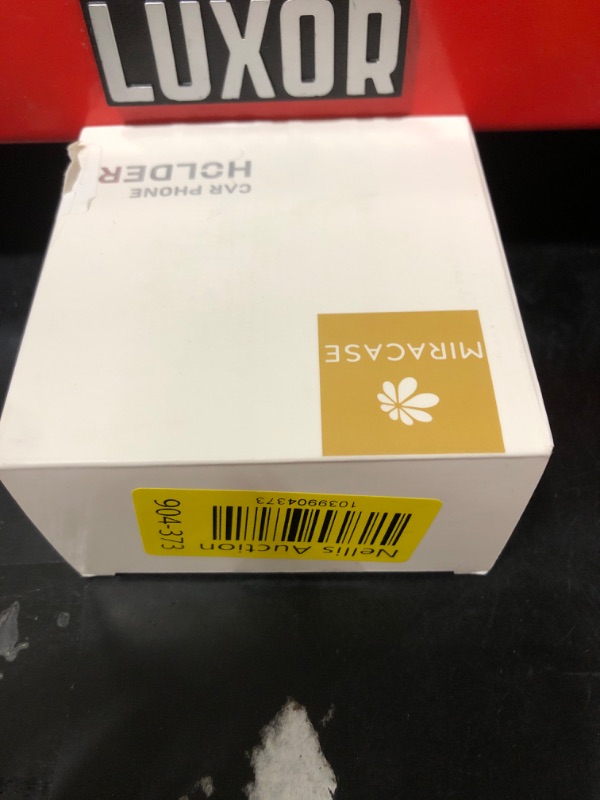 LUXOR
CAR PHONE
HOLDER
MIRACASE
Nellis Auction
1039904373
904-373